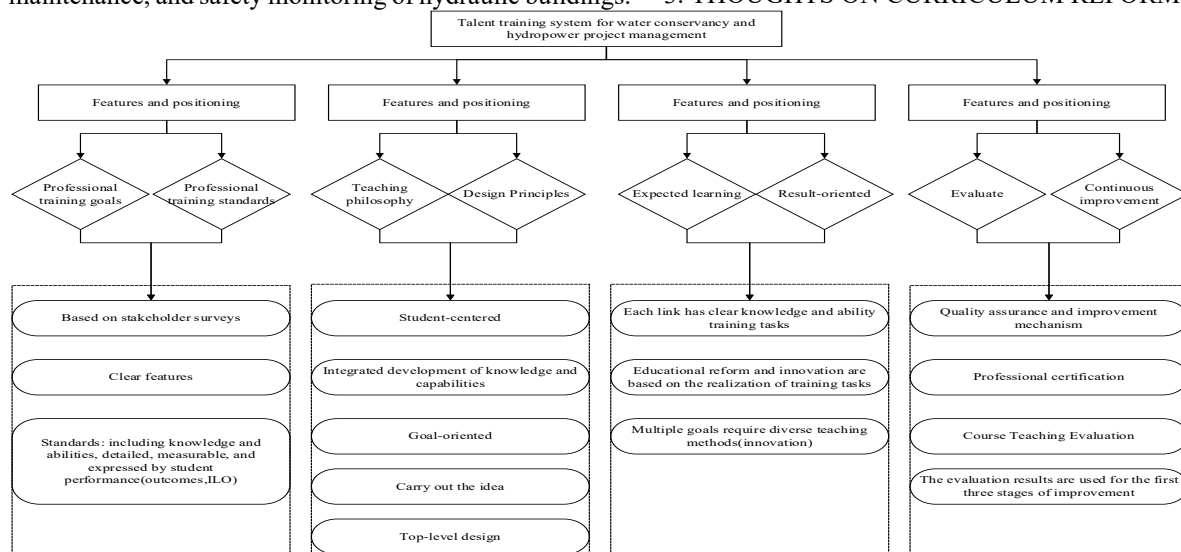 maintenance, and safety monitoring of hydraulic buildings.
3. THOUGHTS ON CURRICULUM REFORM
Talent training system for water conservancy and
hydropower project management
Features and positioning
Features and positioning
Features and positioning
Features and positioning
Professional
training goals
Professional
training standards
Teaching
philosophy
Design Principles
Expected learning
Result-oriented
Evaluate
Continuous
improvement
Based on stakeholder surveys
Clear features
Standards: including knowledge and
abilities, detailed, measurable, and
expressed by student
performance(outcomes,ILO)
Student-centered
Integrated development of knowledge and
capabilities
Goal-oriented
Carry out the idea
Top-level design
Each link has clear knowledge and ability
training tasks
Educational reform and innovation are
based on the realization of training tasks
Multiple goals require diverse teaching
methods(innovation)
Quality assurance and improvement
mechanism
Professional certification
Course Teaching Evaluation
The evaluation results are used for the first
three stages of improvement